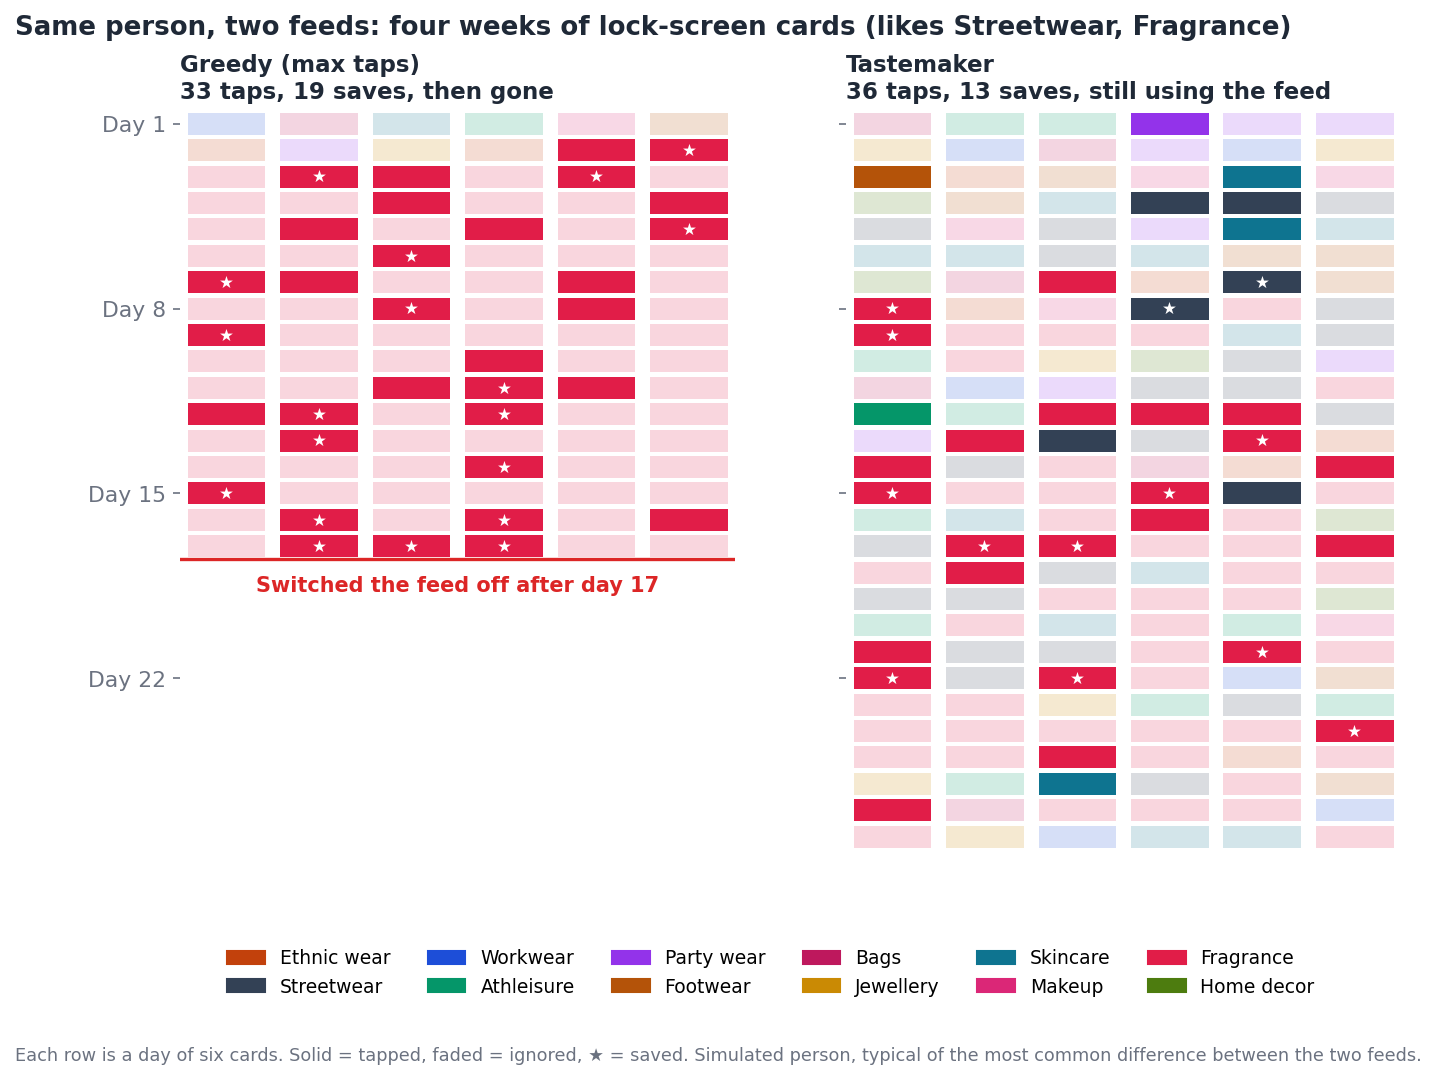 Same person, two feeds: four weeks of lock-screen cards (likes Streetwear, Fragrance)
Greedy (max taps)
33 taps, 19 saves, then gone
Tastemaker
36 taps, 13 saves, still using the feed
Day 1
Day 8
Day 15
Day 22
Switched the feed off after day 17
Ethnic wear
Workwear
Party wear
Bags
Skincare
Fragrance
Streetwear
Athleisure
Footwear
Jewellery
Makeup
Home decor
Each row is a day of six cards. Solid = tapped, faded = ignored, ★ = saved. Simulated person, typical of the most common difference between the two feeds.